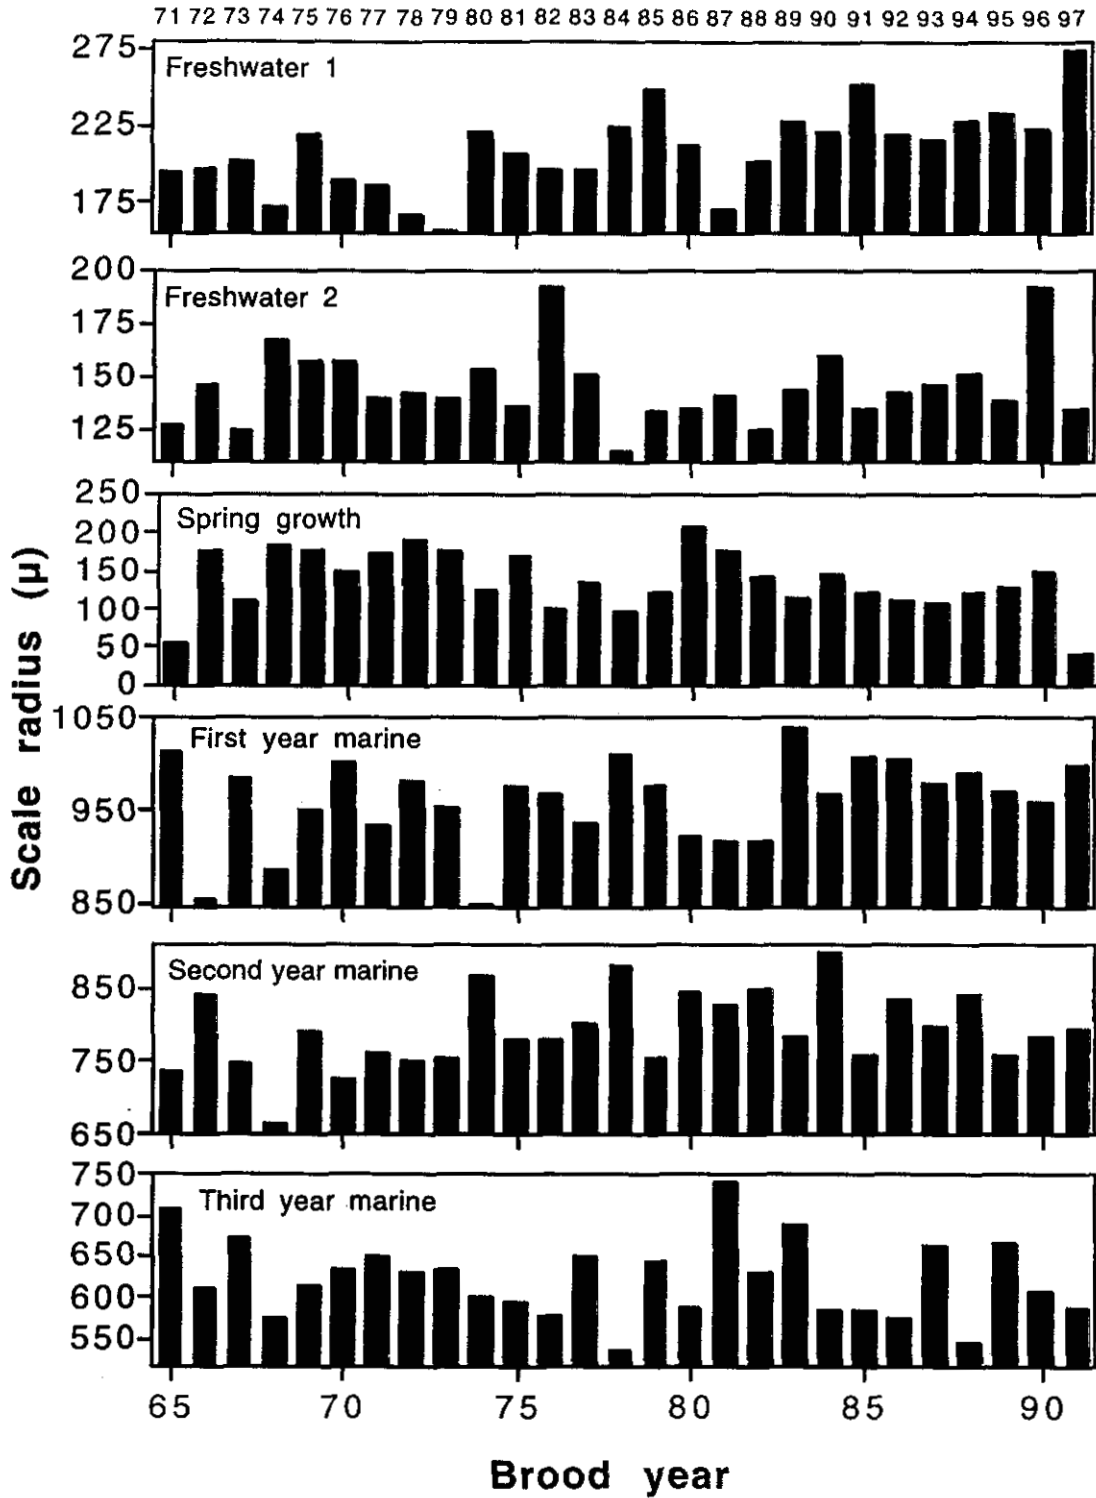 71 72 73 74 75 76 77 78 79 80 81 82 83 84 85 86 87 88 89 90 91 92 93 94 95 96 97
Freshwater 1
275
225
175
Freshwater 2
200
175
150
125
Spring growth
250
200
150
100
50
0
First year marine
1050
950
850
Second year marine
850
750
650
Third year marine
750
700
650
600
550
Scale radius (µ)
65 70 75 80 85 90
Brood year